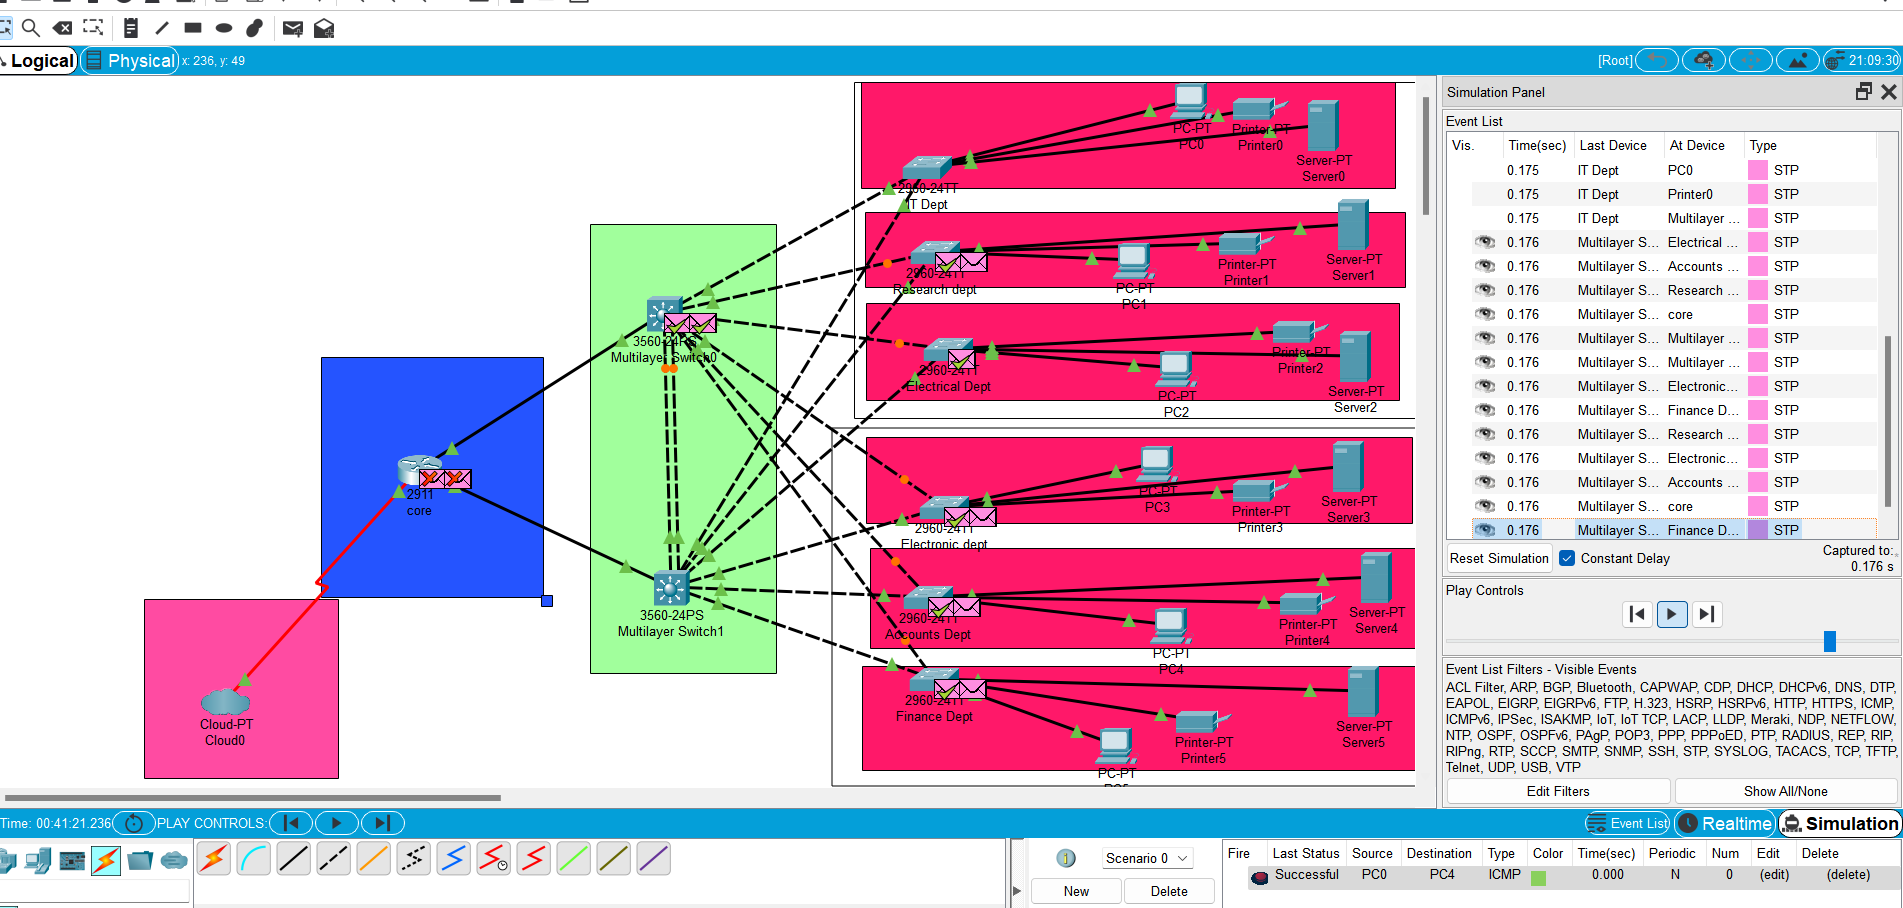 Logical
Physical
x: 236, y: 49
[Root]
21:09:30
PC-PT
PC0
Printer-PT
Printer0
Server-PT
Server0
2960-24TT
IT Dept
2960-24TT
Research dept
PC-PT
PC1
Printer-PT
Printer1
Server-PT
Server1
3560-24PS
Multilayer Switch0
2960-24TT
Electrical Dept
PC-PT
PC2
Printer-PT
Printer2
Server-PT
Server2
2911
core
2960-24TT
Electronic dept
PC-PT
PC3
Printer-PT
Printer3
Server-PT
Server3
3560-24PS
Multilayer Switch1
2960-24TT
Accounts Dept
PC-PT
PC4
Printer-PT
Printer4
Server-PT
Server4
2960-24TT
Finance Dept
PC-PT
PC5
Printer-PT
Printer5
Server-PT
Server5
Cloud-PT
Cloud0
Simulation Panel
Event List
Vis. Time(sec) Last Device At Device Type
0.175 IT Dept PC0 STP
0.175 IT Dept Printer0 STP
0.175 IT Dept Multilayer ... STP
0.176 Multilayer S... Electrical ... STP
0.176 Multilayer S... Accounts ... STP
0.176 Multilayer S... Research ... STP
0.176 Multilayer S... core STP
0.176 Multilayer S... Multilayer ... STP
0.176 Multilayer S... Multilayer ... STP
0.176 Multilayer S... Electronic... STP
0.176 Multilayer S... Finance D... STP
0.176 Multilayer S... Research ... STP
0.176 Multilayer S... Electronic... STP
0.176 Multilayer S... Accounts ... STP
0.176 Multilayer S... core STP
0.176 Multilayer S... Finance D... STP
Reset Simulation Constant Delay
Captured to:
0.176 s
Play Controls
Event List Filters - Visible Events
ACL Filter, ARP, BGP, Bluetooth, CAPWAP, CDP, DHCP, DHCPv6, DNS, DTP,
EAPOL, EIGRP, EIGRPv6, FTP, H.323, HSRP, HSRPv6, HTTP, HTTPS, ICMP,
ICMPv6, IPSec, ISAKMP, IoT, IoT TCP, LACP, LLDP, Meraki, NDP, NETFLOW,
NTP, OSPF, OSPFv6, PAgP, POP3, PPP, PPPoED, PTP, RADIUS, REP, RIP,
RIPng, RTP, SCCP, SMTP, SNMP, SSH, STP, SYSLOG, TACACS, TCP, TFTP,
Telnet, UDP, USB, VTP
Edit Filters Show All/None
Time: 00:41:21.236 PLAY CONTROLS:
Event List Realtime Simulation
Scenario 0
New Delete
Fire Last Status Source Destination Type Color Time(sec) Periodic Num Edit Delete
Successful PC0 PC4 ICMP 0.000 N 0 (edit) (delete)